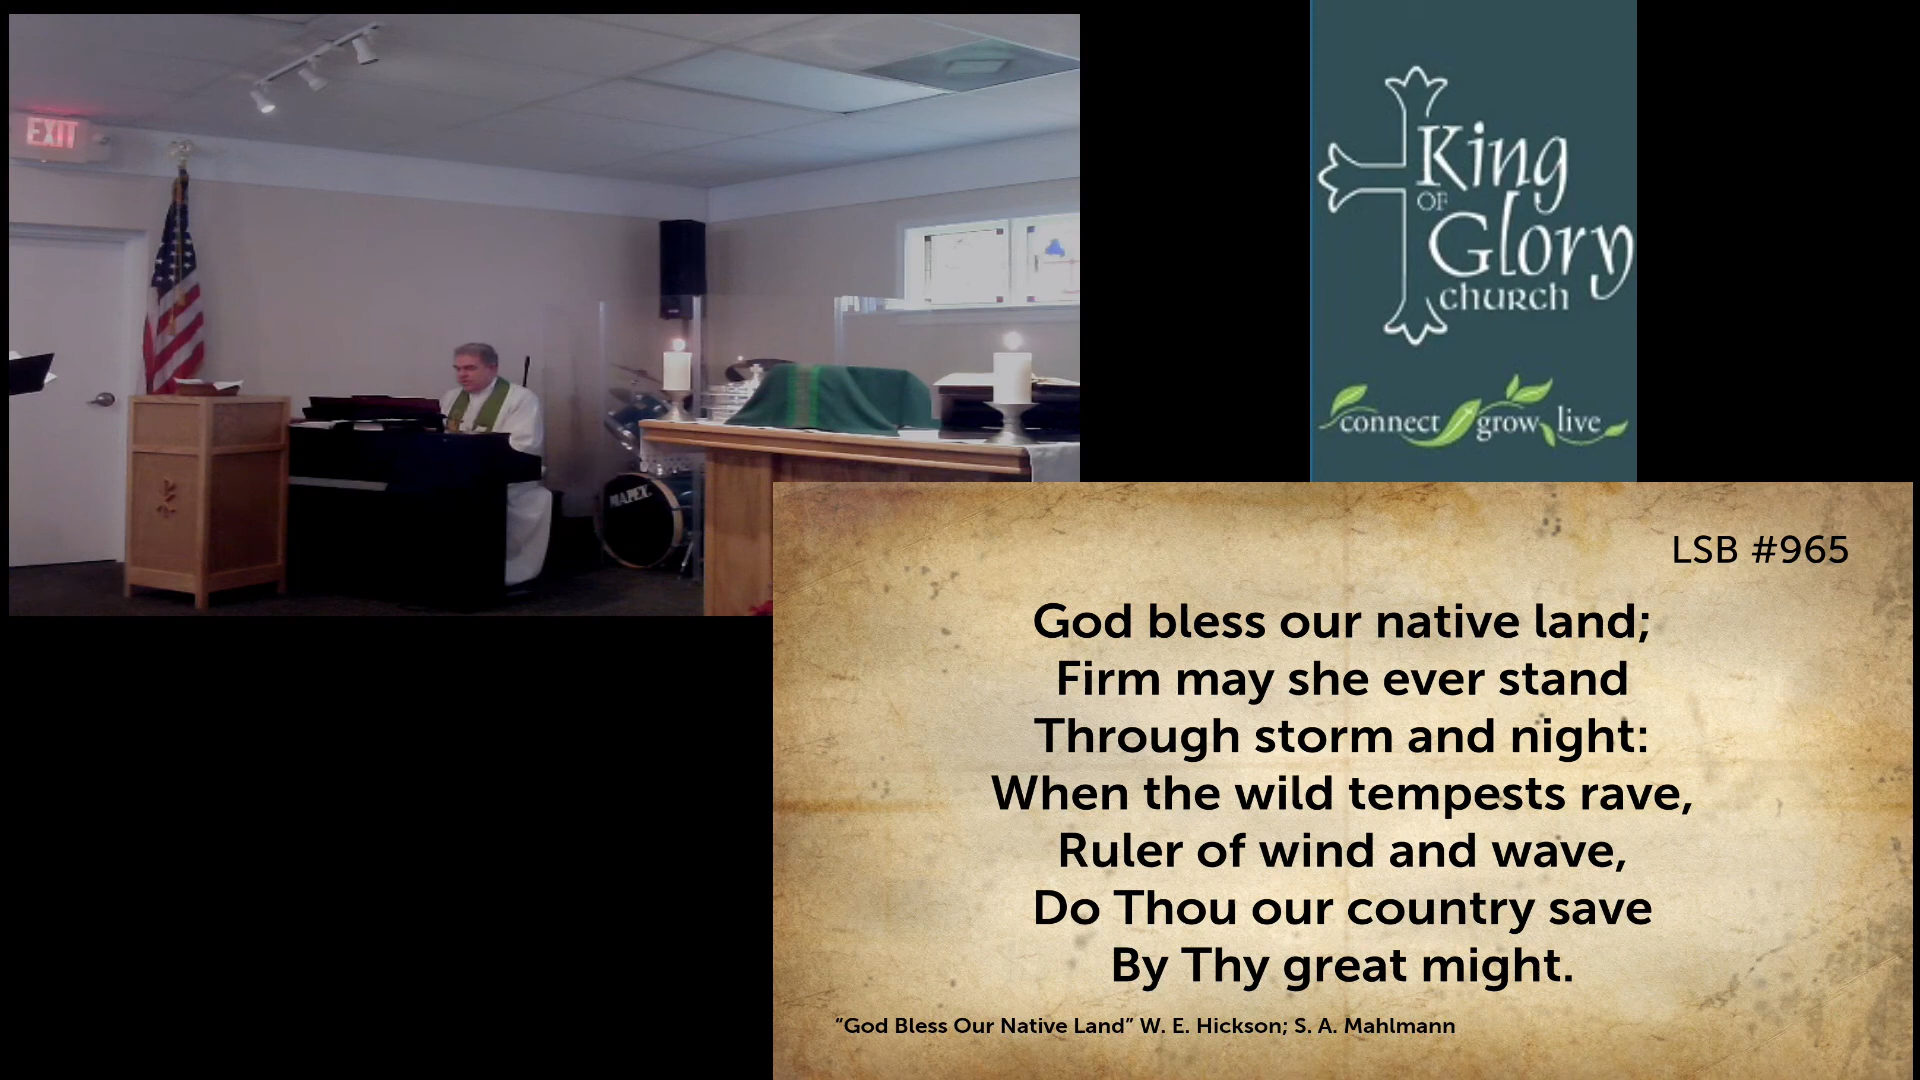 EXIT
MAPEX
King
OF
Glory
church
connect grow live
LSB #965
God bless our native land;
Firm may she ever stand
Through storm and night:
When the wild tempests rave,
Ruler of wind and wave,
Do Thou our country save
By Thy great might.
“God Bless Our Native Land” W. E. Hickson; S. A. Mahlmann